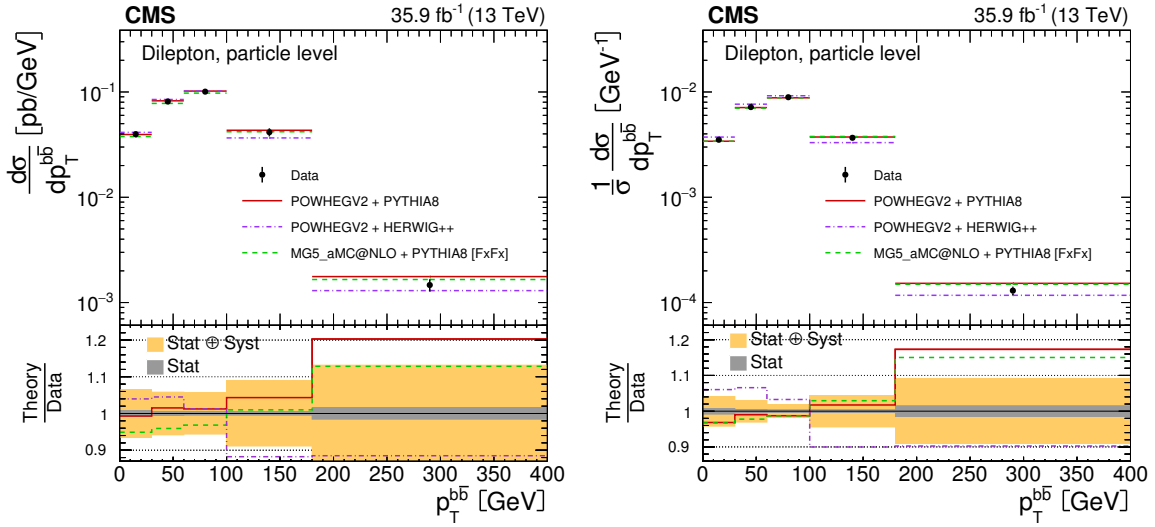 CMS 35.9 fb⁻¹ (13 TeV)
Dilepton, particle level
dσ/dp_T^{bb̄} [pb/GeV]
10⁻¹
10⁻²
10⁻³
Data
POWHEGV2 + PYTHIA8
POWHEGV2 + HERWIG++
MG5_aMC@NLO + PYTHIA8 [FxFx]
Theory/Data
1.2
1.1
1
0.9
Stat ⊕ Syst
Stat
0 50 100 150 200 250 300 350 400
p_T^{bb̄} [GeV]
CMS 35.9 fb⁻¹ (13 TeV)
Dilepton, particle level
1/σ dσ/dp_T^{bb̄} [GeV⁻¹]
10⁻¹
10⁻²
10⁻³
10⁻⁴
Data
POWHEGV2 + PYTHIA8
POWHEGV2 + HERWIG++
MG5_aMC@NLO + PYTHIA8 [FxFx]
Theory/Data
1.2
1.1
1
0.9
Stat ⊕ Syst
Stat
0 50 100 150 200 250 300 350 400
p_T^{bb̄} [GeV]